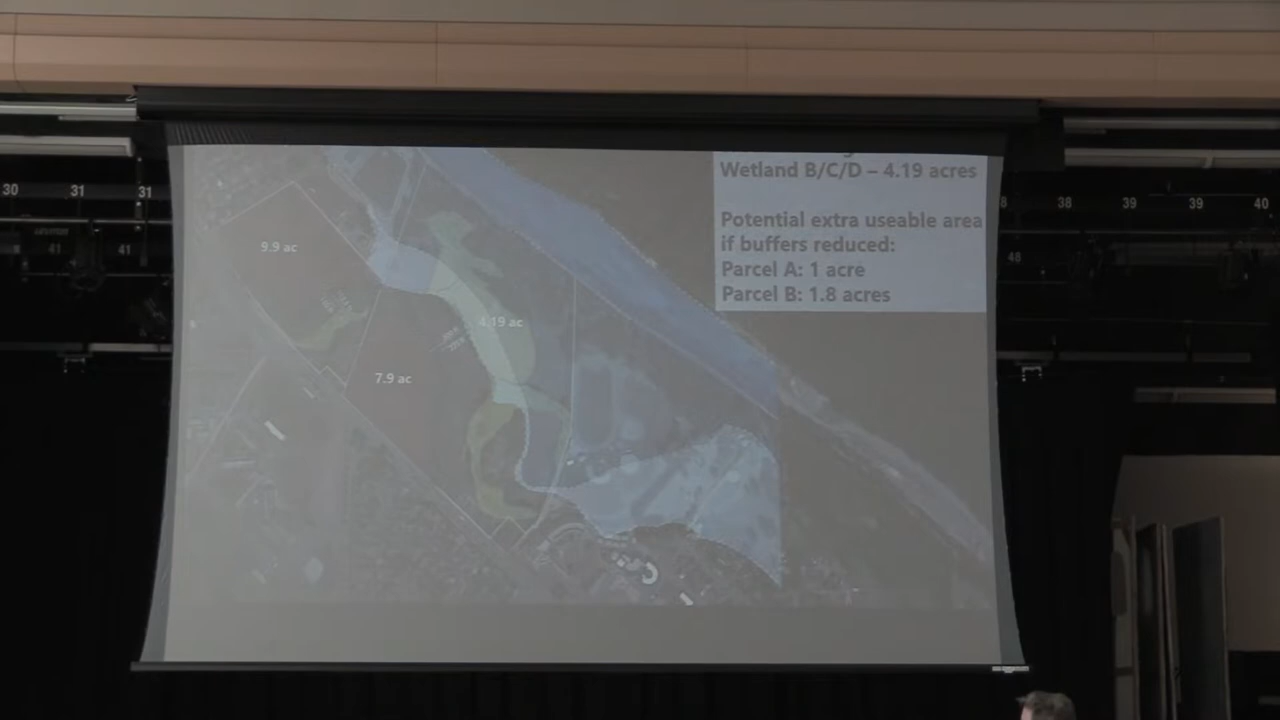 Wetland B/C/D – 4.19 acres
Potential extra useable area
if buffers reduced:
Parcel A: 1 acre
Parcel B: 1.8 acres
9.9 ac
4.19 ac
7.9 ac
30 31 31
41 41
38 39 39 40
48